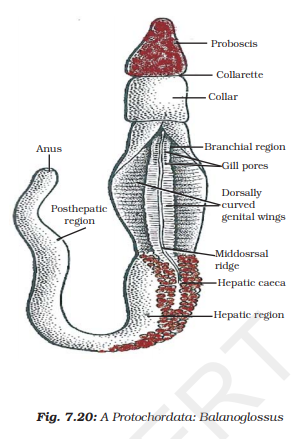 Proboscis
Collarette
Collar
Branchial region
Gill pores
Anus
Dorsally
curved
genital wings
Posthepatic
region
Middosrsal
ridge
Hepatic caeca
Hepatic region
ERT
Fig. 7.20: A Protochordata: Balanoglossus